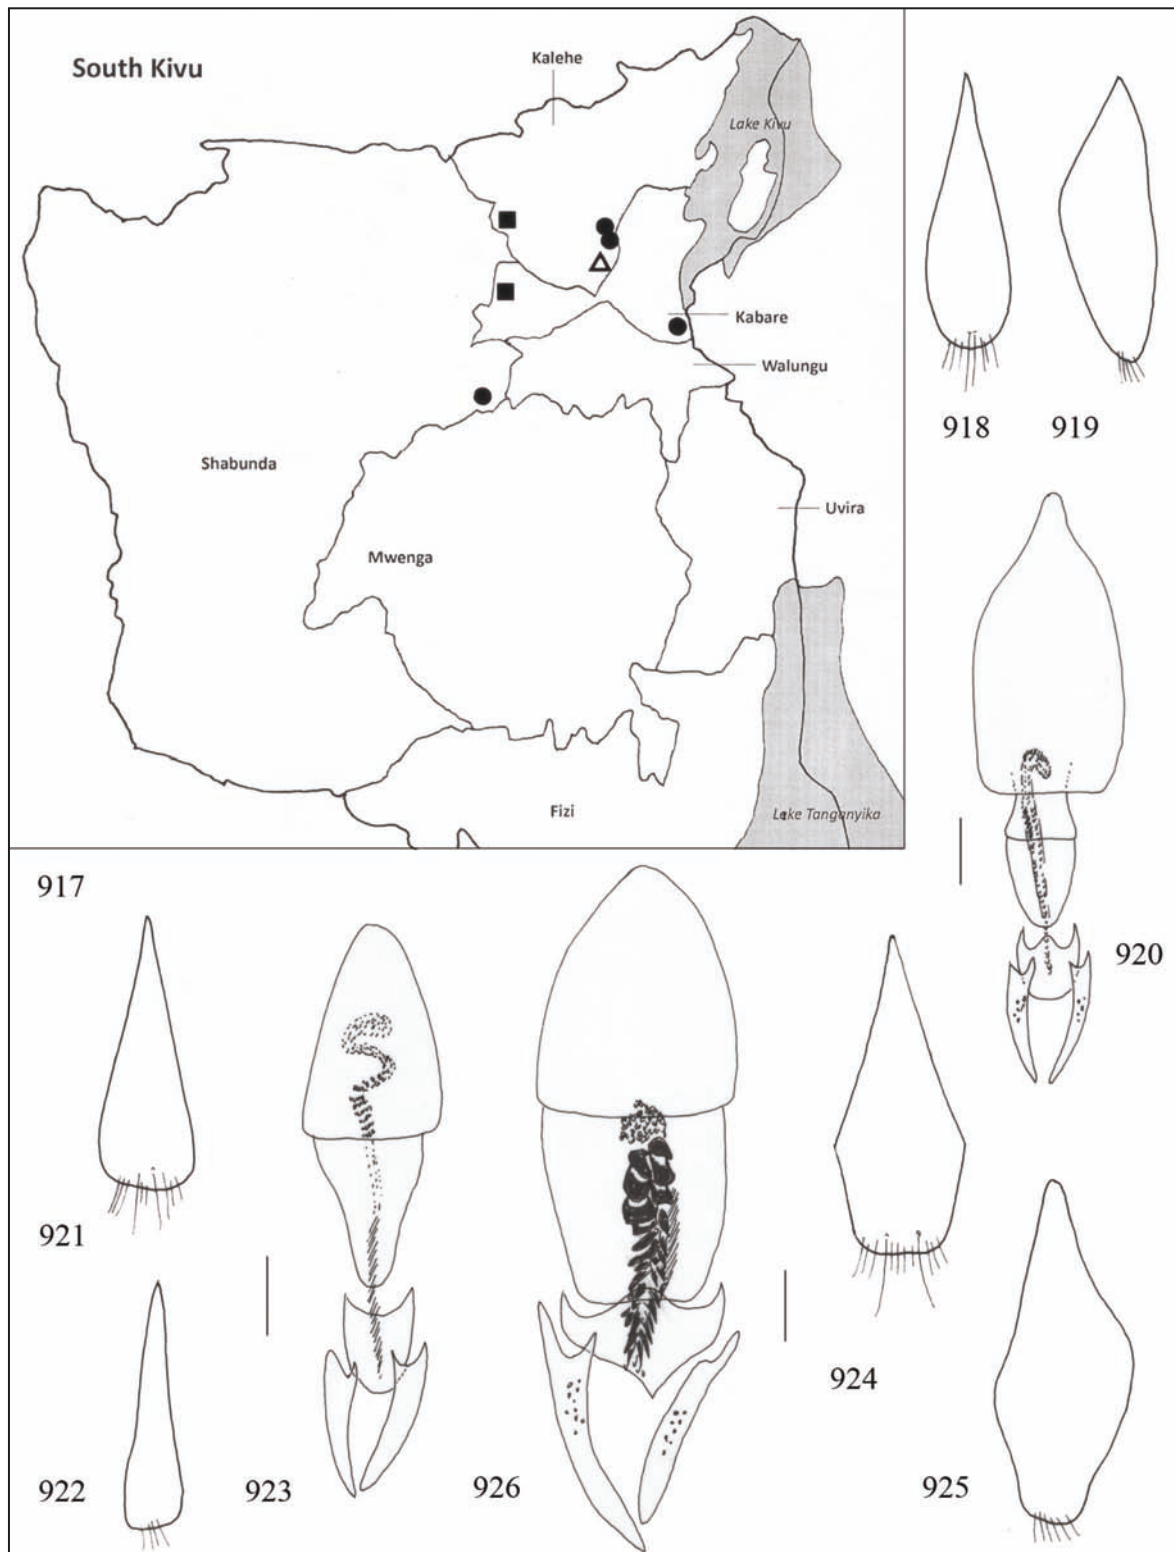 South Kivu
Kalehe
Lake Kivu
Kabare
Walungu
Shabunda
Uvira
Mwenga
Fizi
Lake Tanganyika
918
919
917
920
921
924
922
923
926
925